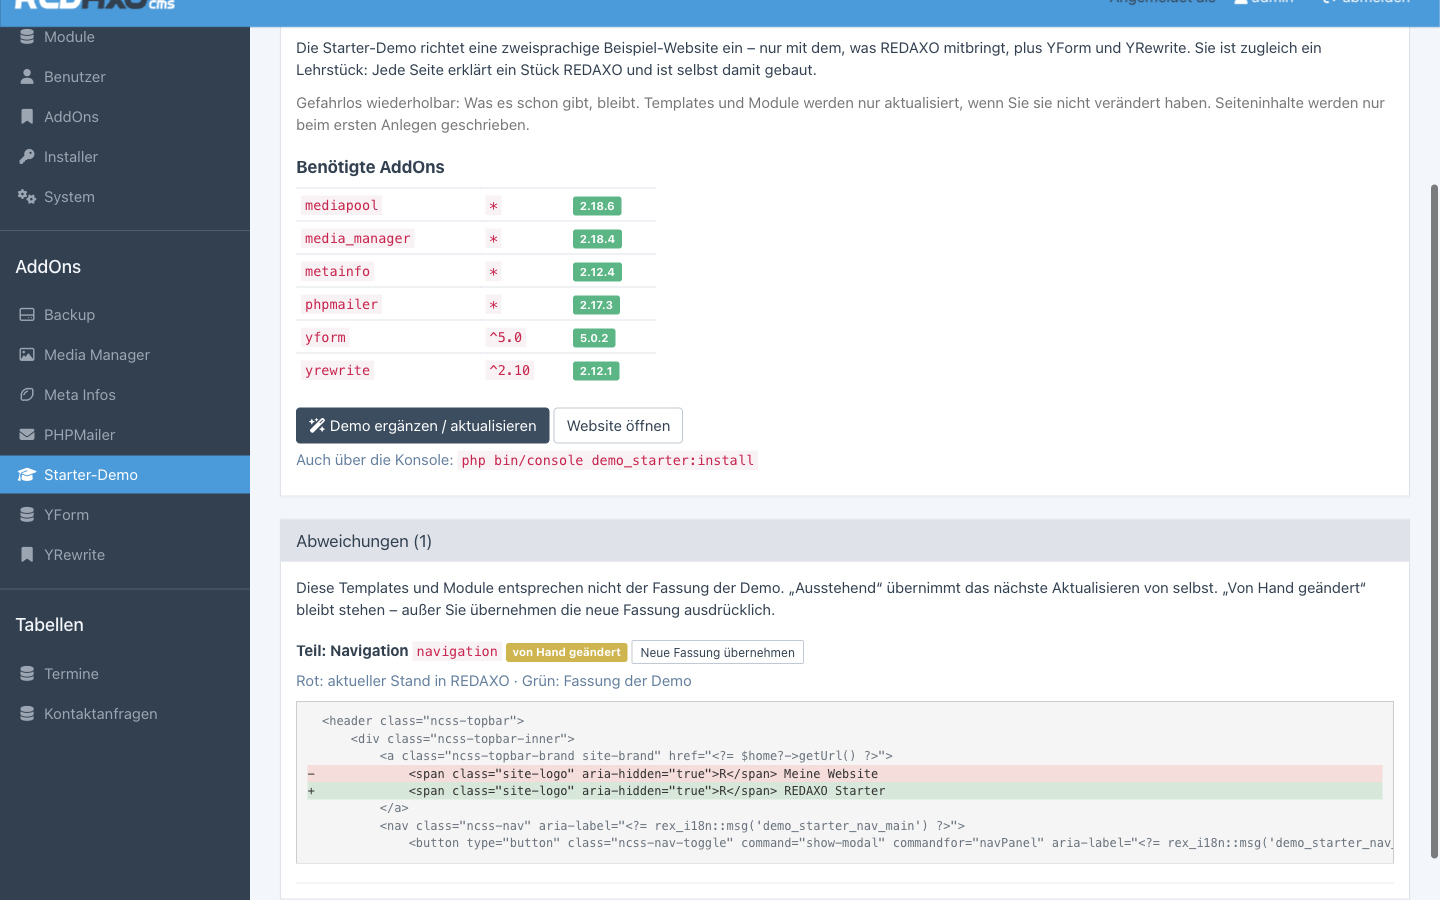 REDAXO cms
Angemeldet als admin abmelden
Module
Benutzer
AddOns
Installer
System
AddOns
Backup
Media Manager
Meta Infos
PHPMailer
Starter-Demo
YForm
YRewrite
Tabellen
Termine
Kontaktanfragen
Die Starter-Demo richtet eine zweisprachige Beispiel-Website ein – nur mit dem, was REDAXO mitbringt, plus YForm und YRewrite. Sie ist zugleich ein
Lehrstück: Jede Seite erklärt ein Stück REDAXO und ist selbst damit gebaut.
Gefahrlos wiederholbar: Was es schon gibt, bleibt. Templates und Module werden nur aktualisiert, wenn Sie sie nicht verändert haben. Seiteninhalte werden nur
beim ersten Anlegen geschrieben.
Benötigte AddOns
mediapool * 2.18.6
media_manager * 2.18.4
metainfo * 2.12.4
phpmailer * 2.17.3
yform ^5.0 5.0.2
yrewrite ^2.10 2.12.1
Demo ergänzen / aktualisieren Website öffnen
Auch über die Konsole: php bin/console demo_starter:install
Abweichungen (1)
Diese Templates und Module entsprechen nicht der Fassung der Demo. „Ausstehend“ übernimmt das nächste Aktualisieren von selbst. „Von Hand geändert“
bleibt stehen – außer Sie übernehmen die neue Fassung ausdrücklich.
Teil: Navigation navigation von Hand geändert Neue Fassung übernehmen
Rot: aktueller Stand in REDAXO · Grün: Fassung der Demo
<header class="ncss-topbar">
<div class="ncss-topbar-inner">
<a class="ncss-topbar-brand site-brand" href="<?= $home?->getUrl() ?>">
− <span class="site-logo" aria-hidden="true">R</span> Meine Website
+ <span class="site-logo" aria-hidden="true">R</span> REDAXO Starter
</a>
<nav class="ncss-nav" aria-label="<?= rex_i18n::msg('demo_starter_nav_main') ?>">
<button type="button" class="ncss-nav-toggle" command="show-modal" commandfor="navPanel" aria-label="<?= rex_i18n::msg('demo_starter_nav_